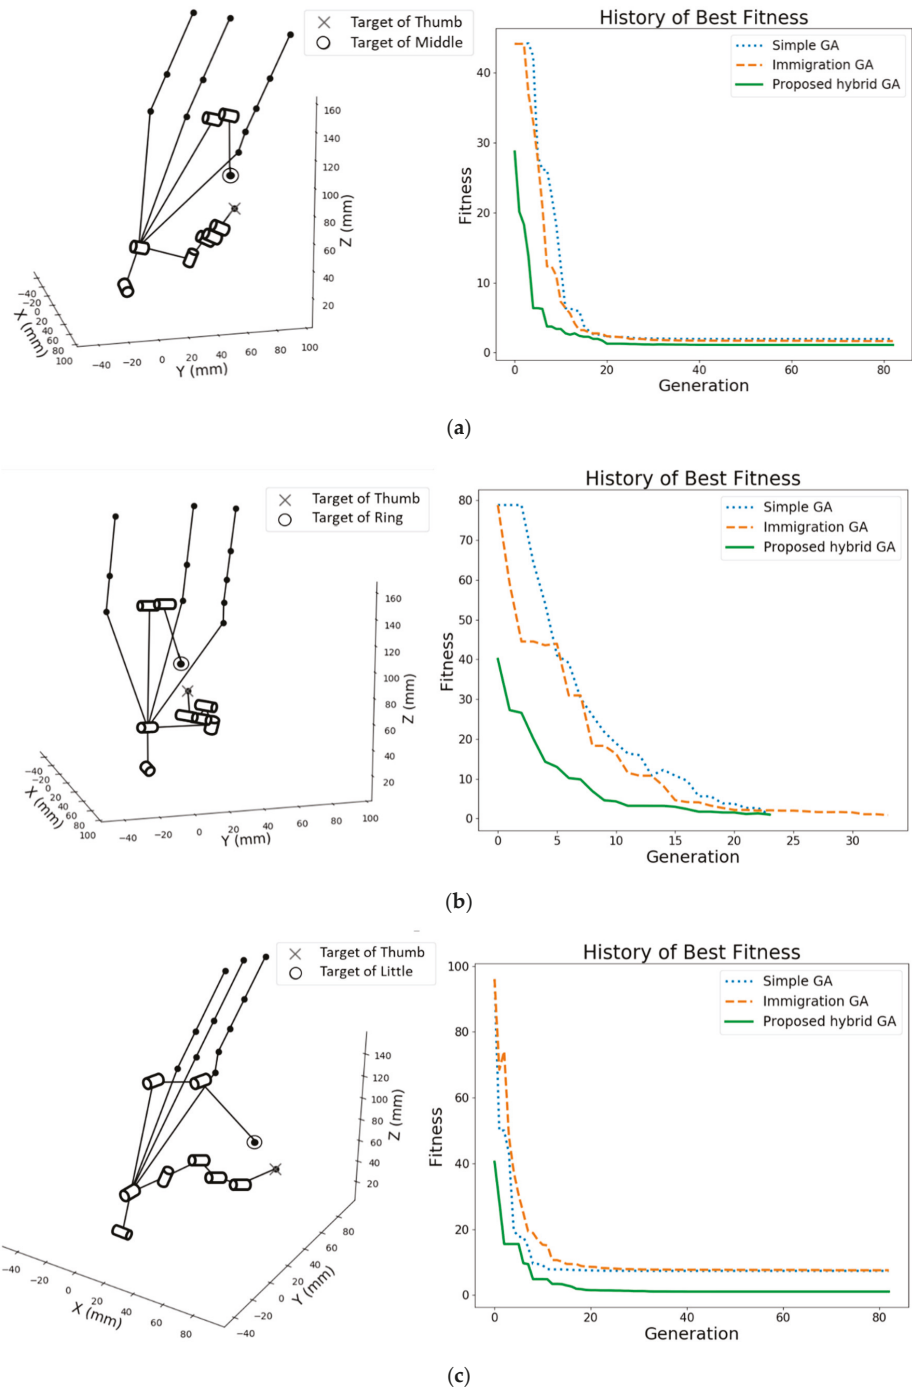 Target of Thumb
Target of Middle
160
140
120
100
80
60
40
20
Z (mm)
−40
−20
0
20
40
60
80
100
X (mm)
−40 −20 0 20 40 60 80 100
Y (mm)
History of Best Fitness
Simple GA
Immigration GA
Proposed hybrid GA
40
30
20
10
0
Fitness
0 20 40 60 80
Generation
(a)
Target of Thumb
Target of Ring
160
140
120
100
80
60
40
20
Z (mm)
−40
−20
0
20
40
60
80
100
X (mm)
−40 −20 0 20 40 60 80 100
Y (mm)
History of Best Fitness
Simple GA
Immigration GA
Proposed hybrid GA
80
70
60
50
40
30
20
10
0
Fitness
0 5 10 15 20 25 30
Generation
(b)
Target of Thumb
Target of Little
140
120
100
80
60
40
20
Z (mm)
−40 −20 0 20 40 60 80
X (mm)
80
60
40
20
0
−20
−40
Y (mm)
History of Best Fitness
Simple GA
Immigration GA
Proposed hybrid GA
100
80
60
40
20
0
Fitness
0 10 20 30 40 50 60 70 80
Generation
(c)